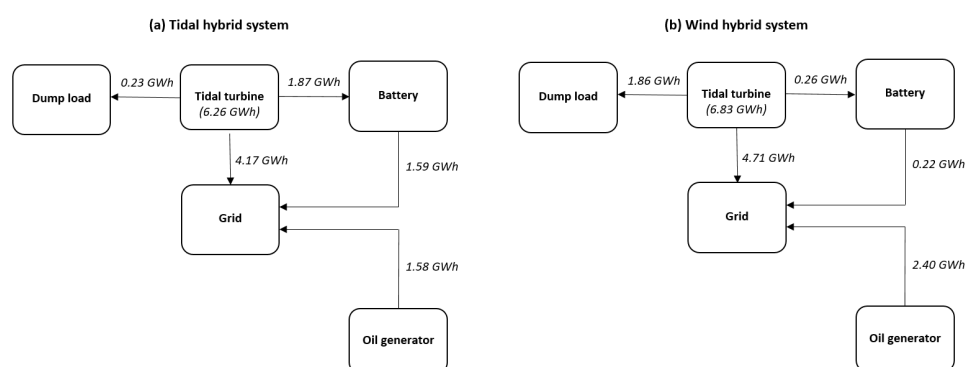 (a) Tidal hybrid system
Dump load
0.23 GWh
Tidal turbine
(6.26 GWh)
1.87 GWh
Battery
4.17 GWh
1.59 GWh
Grid
1.58 GWh
Oil generator
(b) Wind hybrid system
Dump load
1.86 GWh
Tidal turbine
(6.83 GWh)
0.26 GWh
Battery
4.71 GWh
0.22 GWh
Grid
2.40 GWh
Oil generator